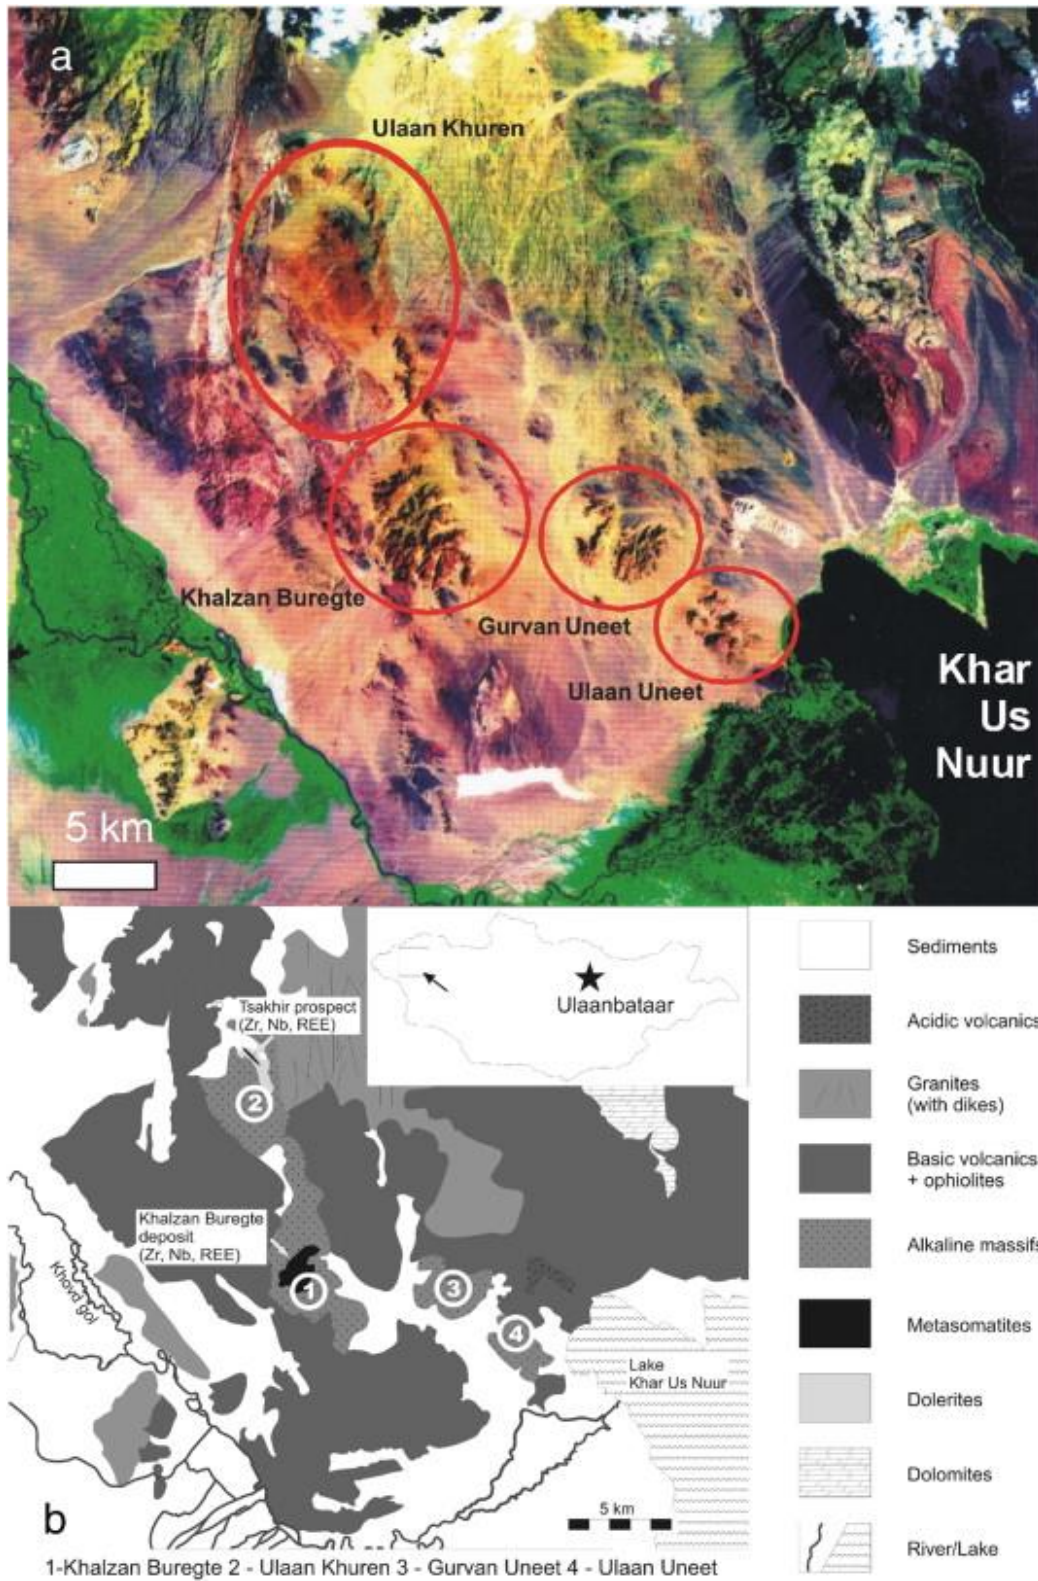 a
Ulaan Khuren
Khalzan Buregte
Gurvan Uneet
Ulaan Uneet
Khar
Us
Nuur
5 km
Tsakhir prospect
(Zr, Nb, REE)
Ulaanbataar
2
Khalzan Buregte
deposit
(Zr, Nb, REE)
Khovd gol
1
3
4
Lake
Khar Us Nuur
5 km
b
Sediments
Acidic volcanics
Granites
(with dikes)
Basic volcanics
+ ophiolites
Alkaline massifs
Metasomatites
Dolerites
Dolomites
River/Lake
1-Khalzan Buregte 2 - Ulaan Khuren 3 - Gurvan Uneet 4 - Ulaan Uneet